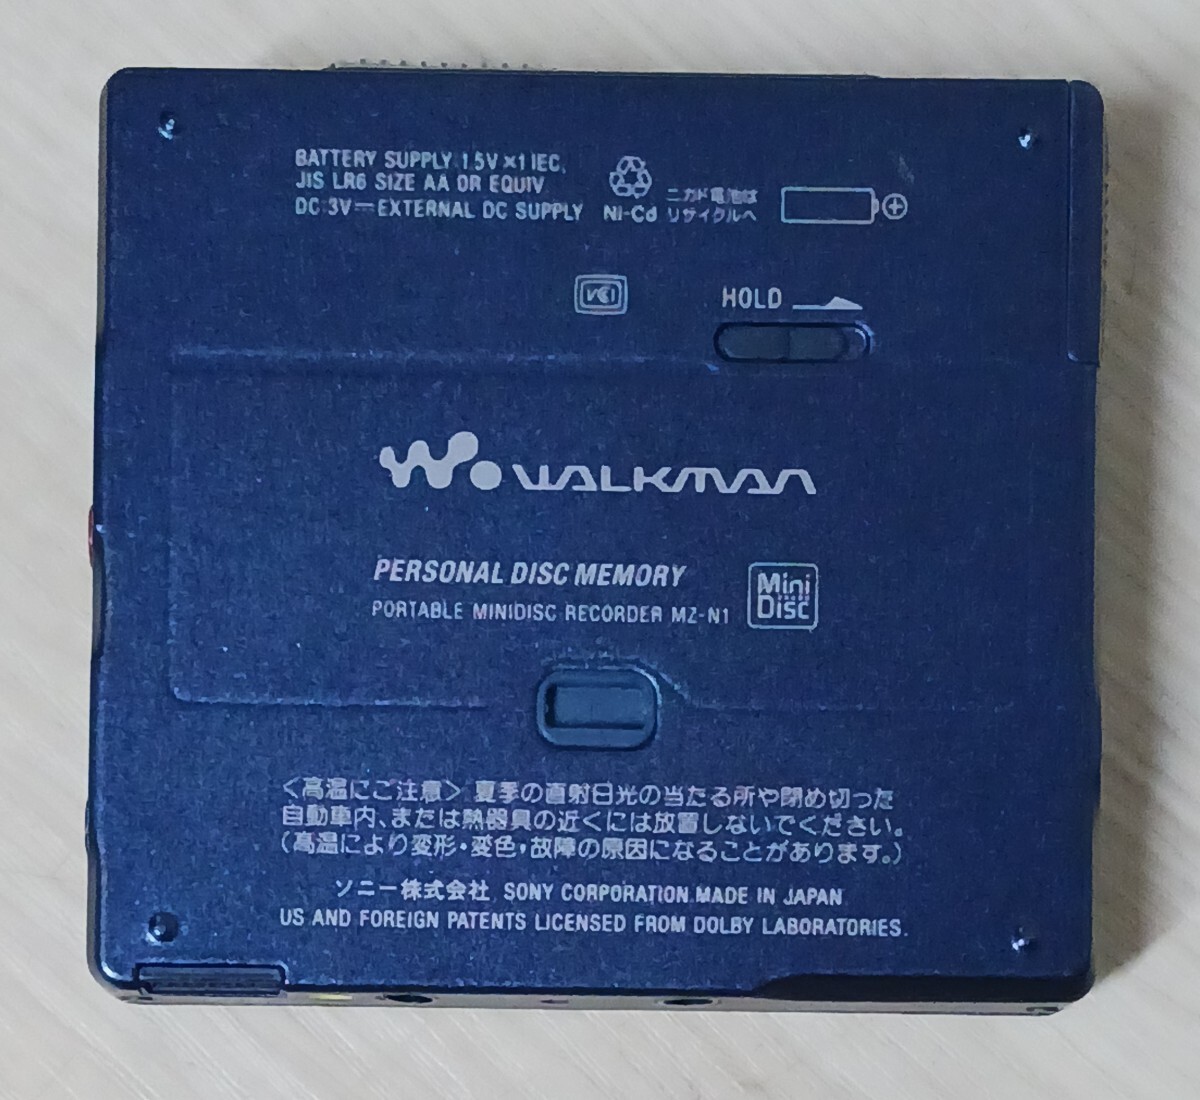 BATTERY SUPPLY 1.5V×1 IEC,
JIS LR6 SIZE AA OR EQUIV
DC 3V⎓EXTERNAL DC SUPPLY
Ni-Cd
ニカド電池は
リサイクルへ
⊕
VCI
HOLD
W. WALKMAN
PERSONAL DISC MEMORY
PORTABLE MINIDISC RECORDER MZ-N1
Mini
Disc
<高温にご注意> 夏季の直射日光の当たる所や閉め切った
自動車内、または熱器具の近くには放置しないでください。
(高温により変形・変色・故障の原因になることがあります。)
ソニー株式会社 SONY CORPORATION MADE IN JAPAN
US AND FOREIGN PATENTS LICENSED FROM DOLBY LABORATORIES.